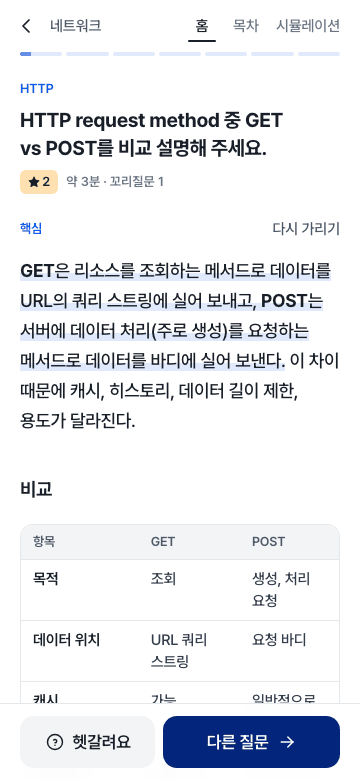 네트워크
홈 목차 시뮬레이션
HTTP
HTTP request method 중 GET
vs POST를 비교 설명해 주세요.
★2 약 3분 · 꼬리질문 1
핵심 다시 가리기
GET은 리소스를 조회하는 메서드로 데이터를
URL의 쿼리 스트링에 실어 보내고, POST는
서버에 데이터 처리(주로 생성)를 요청하는
메서드로 데이터를 바디에 실어 보낸다. 이 차이
때문에 캐시, 히스토리, 데이터 길이 제한,
용도가 달라진다.
비교
항목 GET POST
목적 조회 생성, 처리
요청
데이터 위치 URL 쿼리 요청 바디
스트링
캐시 가능 일반적으로
헷갈려요 다른 질문 →